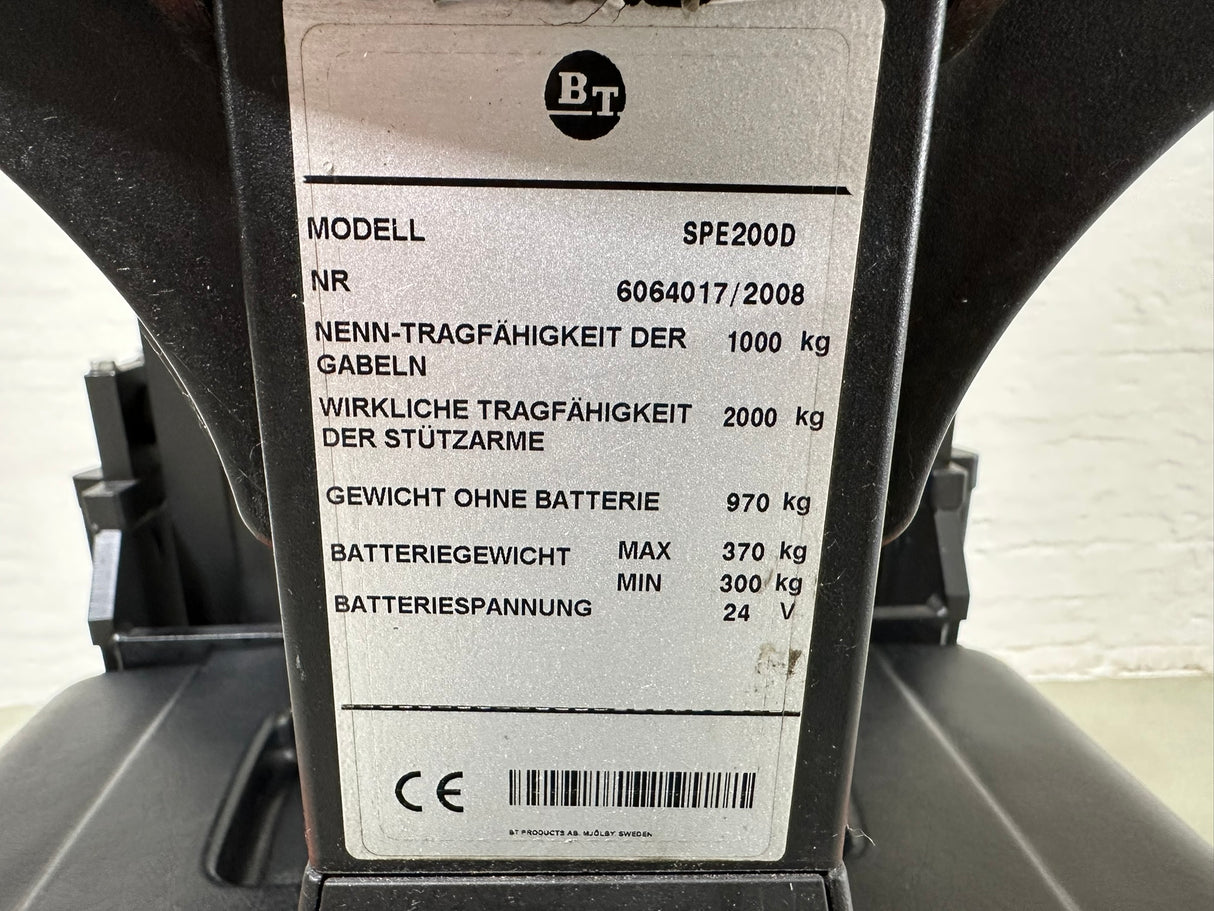 BT
MODELL SPE200D
NR 6064017/2008
NENN-TRAGFÄHIGKEIT DER 1000 kg
GABELN
WIRKLICHE TRAGFÄHIGKEIT 2000 kg
DER STÜTZARME
GEWICHT OHNE BATTERIE 970 kg
BATTERIEGEWICHT MAX 370 kg
MIN 300 kg
BATTERIESPANNUNG 24 V
CE
BT PRODUCTS AB MJÖLBY SWEDEN